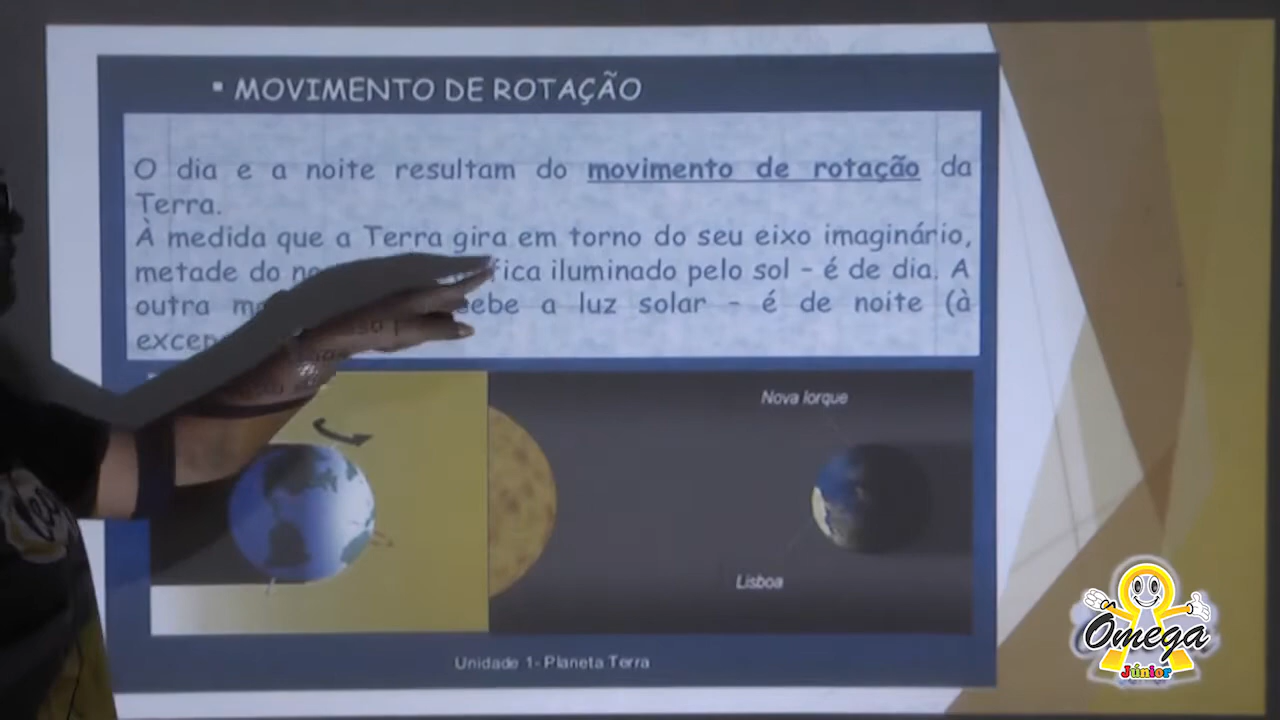 ▪ MOVIMENTO DE ROTAÇÃO
O dia e a noite resultam do movimento de rotação da
Terra.
À medida que a Terra gira em torno do seu eixo imaginário,
metade do fica iluminado pelo sol - é de dia. A
outra a luz solar - é de noite (à
Nova Iorque
Lisboa
Unidade 1- Planeta Terra
Ômega
Júnior